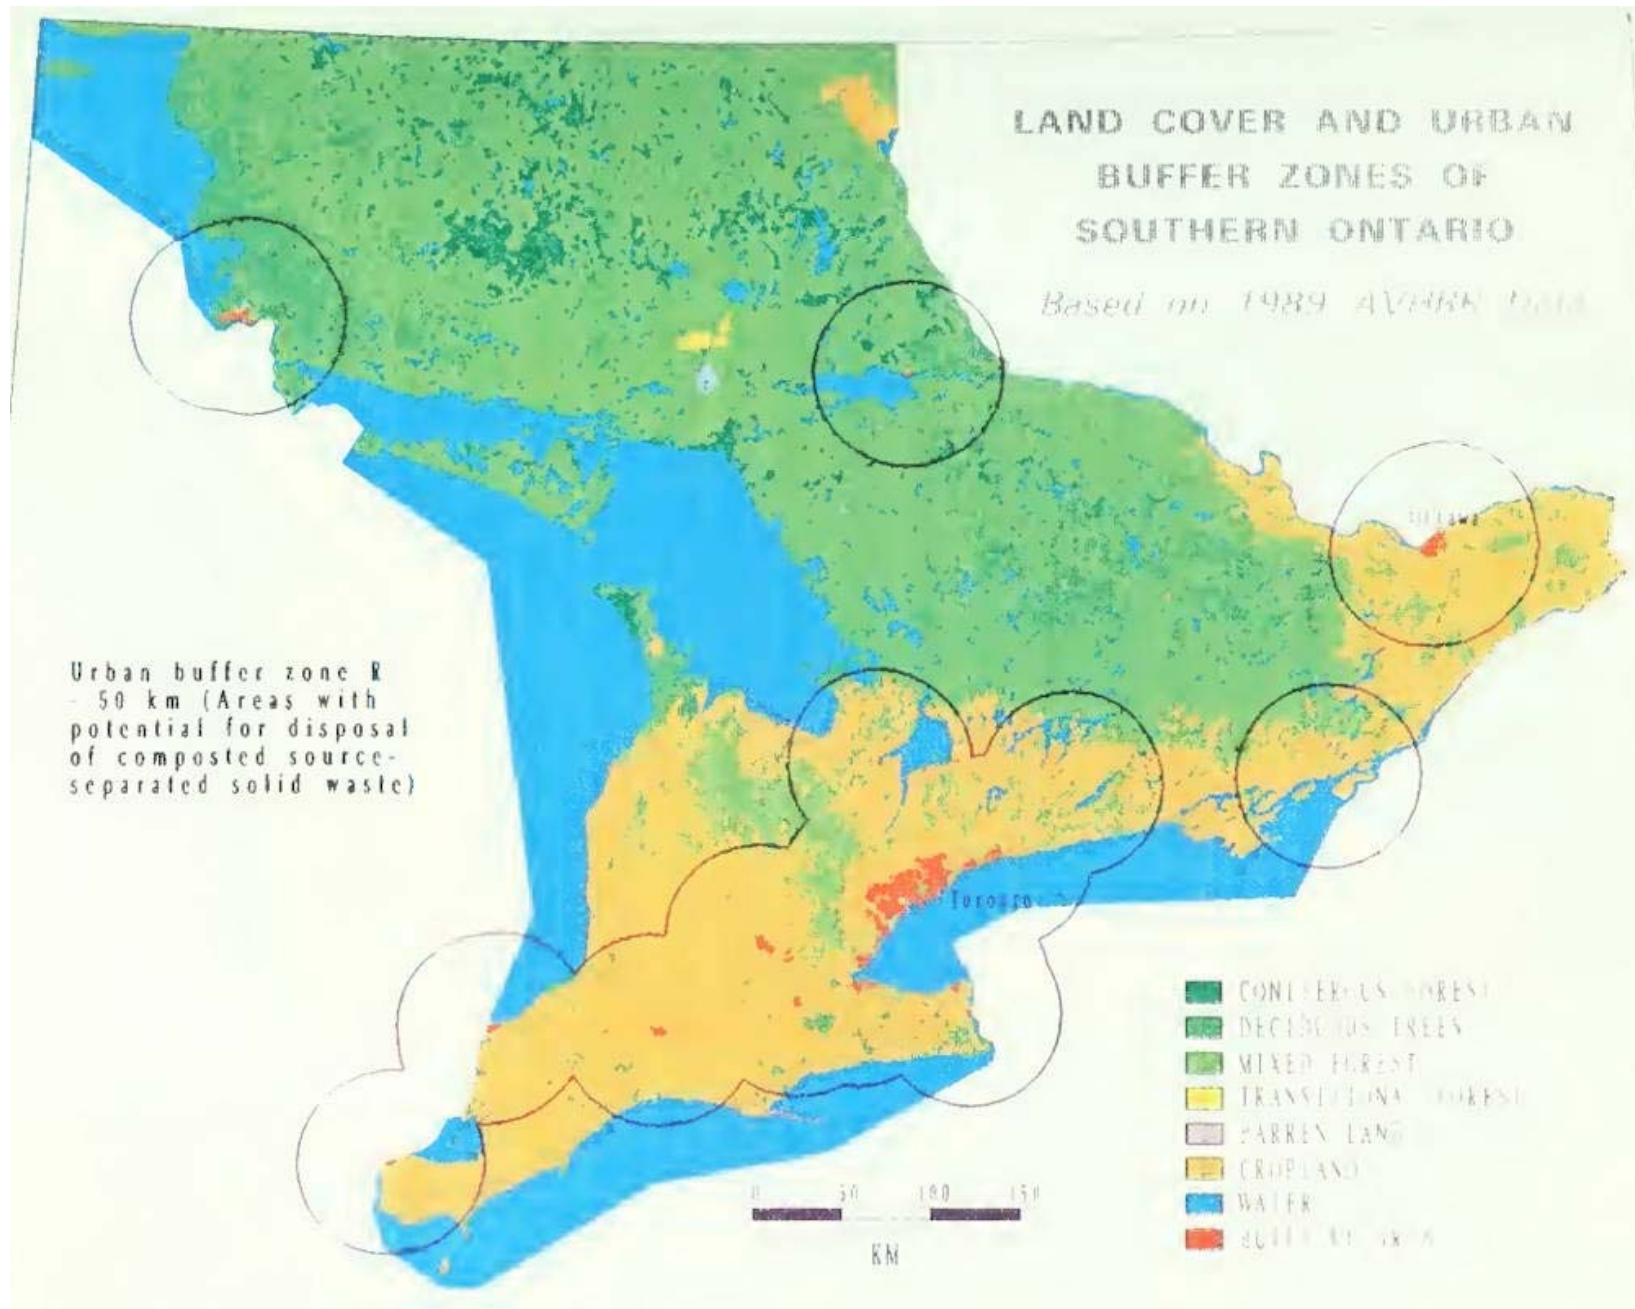 LAND COVER AND URBAN
BUFFER ZONES OF
SOUTHERN ONTARIO
Based on 1989 AVHRR Data
Ottawa
Urban buffer zone R
- 50 km (Areas with
potential for disposal
of composted source-
separated solid waste)
Toronto
CONIFEROUS FOREST
DECIDUOUS TREES
MIXED FOREST
TRANSITIONAL FOREST
BARREN LAND
CROPLAND
WATER
0 50 100 150
KM